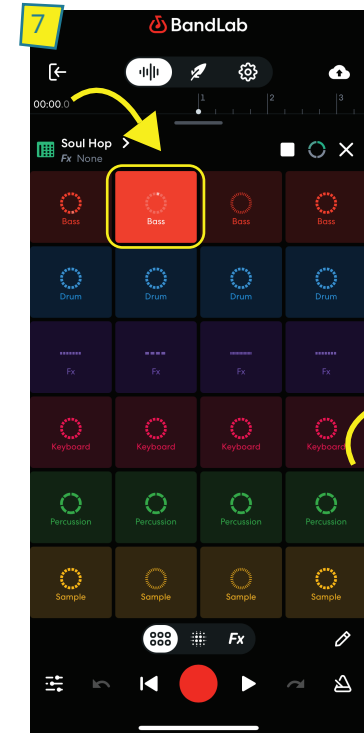 7
BandLab
00:00.0
1
2
3
Soul Hop
Fx None
Bass Bass Bass Bass
Drum Drum Drum Drum
Fx Fx Fx Fx
Keyboard Keyboard Keyboard Keyboard
Percussion Percussion Percussion Percussion
Sample Sample Sample Sample
Fx